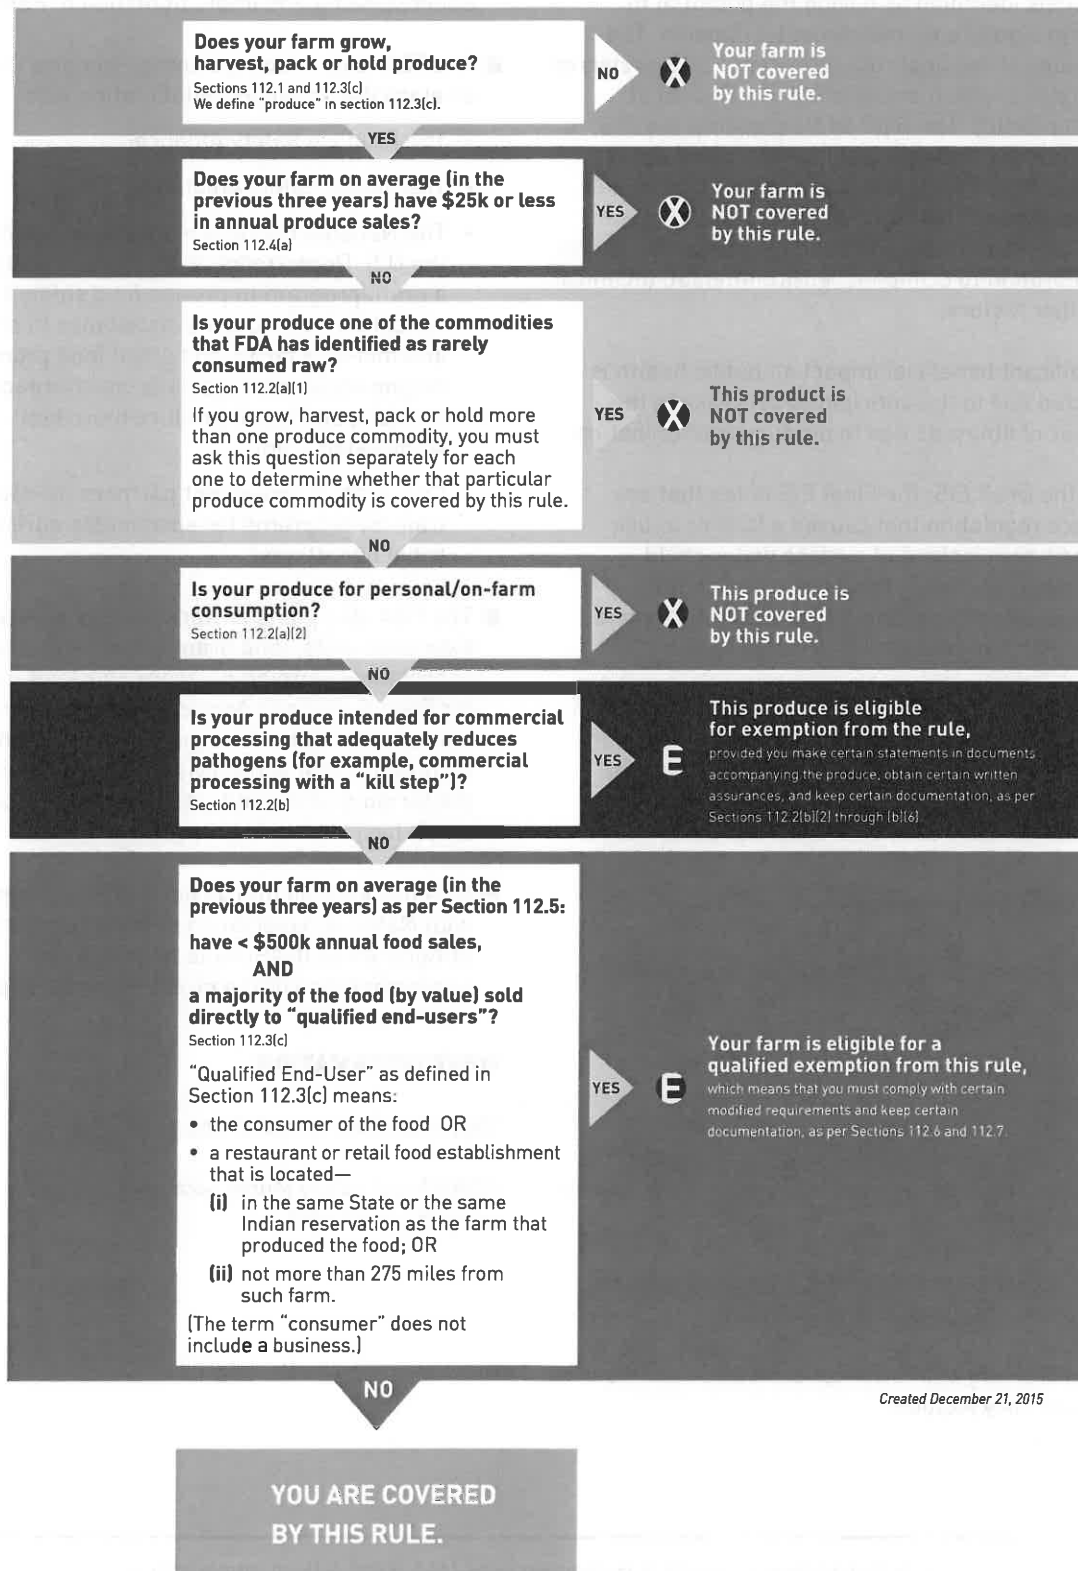 Does your farm grow,
harvest, pack or hold produce?
Sections 112.1 and 112.3(c)
We define "produce" in section 112.3(c).
NO
X
Your farm is
NOT covered
by this rule.
YES
Does your farm on average (in the
previous three years) have $25k or less
in annual produce sales?
Section 112.4(a)
YES
X
Your farm is
NOT covered
by this rule.
NO
Is your produce one of the commodities
that FDA has identified as rarely
consumed raw?
Section 112.2(a)(1)
If you grow, harvest, pack or hold more
than one produce commodity, you must
ask this question separately for each
one to determine whether that particular
produce commodity is covered by this rule.
YES
X
This product is
NOT covered
by this rule.
NO
Is your produce for personal/on-farm
consumption?
Section 112.2(a)(2)
YES
X
This produce is
NOT covered
by this rule.
NO
Is your produce intended for commercial
processing that adequately reduces
pathogens (for example, commercial
processing with a "kill step")?
Section 112.2(b)
YES
E
This produce is eligible
for exemption from the rule,
provided you make certain statements in documents
accompanying the produce, obtain certain written
assurances, and keep certain documentation, as per
Sections 112.2(b)(2) through (b)(6).
NO
Does your farm on average (in the
previous three years) as per Section 112.5:
have < $500k annual food sales,
AND
a majority of the food (by value) sold
directly to "qualified end-users"?
Section 112.3(c)
"Qualified End-User" as defined in
Section 112.3(c) means:
• the consumer of the food OR
• a restaurant or retail food establishment
that is located—
(i) in the same State or the same
Indian reservation as the farm that
produced the food; OR
(ii) not more than 275 miles from
such farm.
(The term "consumer" does not
include a business.)
YES
E
Your farm is eligible for a
qualified exemption from this rule,
which means that you must comply with certain
modified requirements and keep certain
documentation, as per Sections 112.6 and 112.7.
NO
Created December 21, 2015
YOU ARE COVERED
BY THIS RULE.